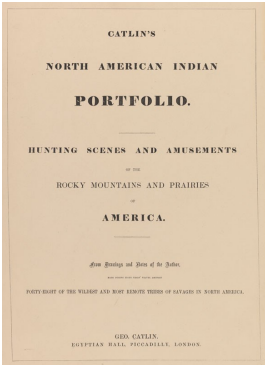 CATLIN'S
NORTH AMERICAN INDIAN
PORTFOLIO.
HUNTING SCENES AND AMUSEMENTS
OF THE
ROCKY MOUNTAINS AND PRAIRIES
OF
AMERICA.
From Drawings and Notes of the Author,
FORTY-EIGHT OF THE WILDEST AND MOST REMOTE TRIBES OF SAVAGES IN NORTH AMERICA.
GEO. CATLIN,
EGYPTIAN HALL, PICCADILLY, LONDON.